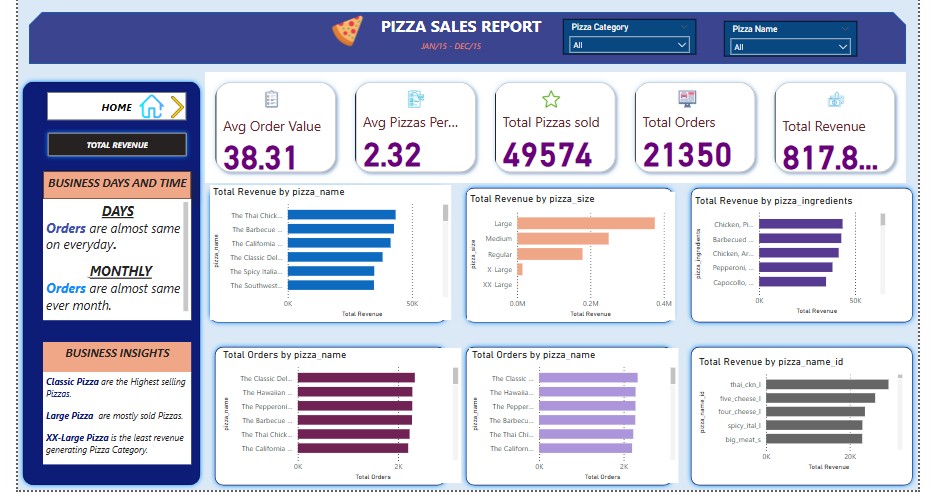 PIZZA SALES REPORT
JAN/15 - DEC/15
Pizza Category
All
Pizza Name
All
HOME
TOTAL REVENUE
BUSINESS DAYS AND TIME
DAYS
Orders are almost same
on everyday.
MONTHLY
Orders are almost same
ever month.
BUSINESS INSIGHTS
Classic Pizza are the Highest selling
Pizzas.
Large Pizza are mostly sold Pizzas.
XX-Large Pizza is the least revenue
generating Pizza Category.
Avg Order Value
38.31
Avg Pizzas Per...
2.32
Total Pizzas sold
49574
Total Orders
21350
Total Revenue
817.8...
Total Revenue by pizza_name
pizza_name
The Thai Chick...
The Barbecue ...
The California ...
The Classic Del...
The Spicy Italia...
The Southwest...
0K
50K
Total Revenue
Total Revenue by pizza_size
pizza_size
Large
Medium
Regular
X-Large
XX-Large
0.0M
0.2M
0.4M
Total Revenue
Total Revenue by pizza_ingredients
pizza_ingredients
Chicken, Pi...
Barbecued ...
Chicken, Ar...
Pepperoni, ...
Capocollo, ...
0K
50K
Total Revenue
Total Orders by pizza_name
pizza_name
The Classic Del...
The Hawaiian ...
The Pepperoni...
The Barbecue ...
The Thai Chick...
The California ...
0K
2K
Total Orders
Total Orders by pizza_name
pizza_name
The Classic ...
The Hawaiia...
The Pepper...
The Barbecu...
The Thai Chi...
The Californ...
0K
2K
Total Orders
Total Revenue by pizza_name_id
pizza_name_id
thai_ckn_l
five_cheese_l
four_cheese_l
spicy_ital_l
big_meat_s
0K
20K
Total Revenue